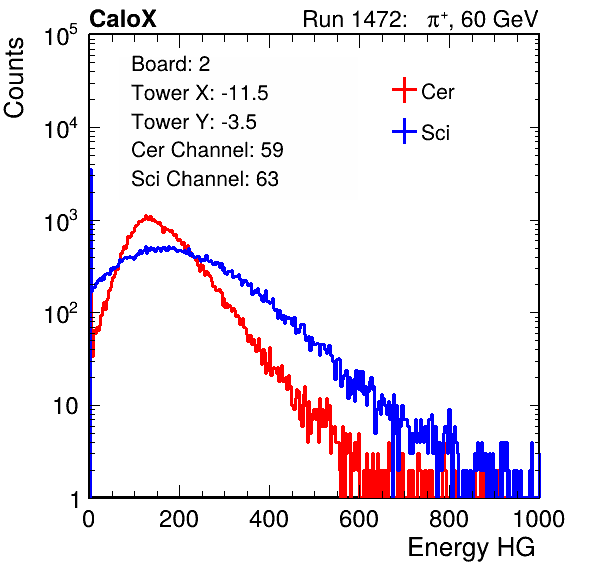 CaloX Run 1472: π⁺, 60 GeV
Counts
10⁵
10⁴
10³
10²
10
1
Board: 2
Tower X: -11.5
Tower Y: -3.5
Cer Channel: 59
Sci Channel: 63
Cer
Sci
0 200 400 600 800 1000
Energy HG